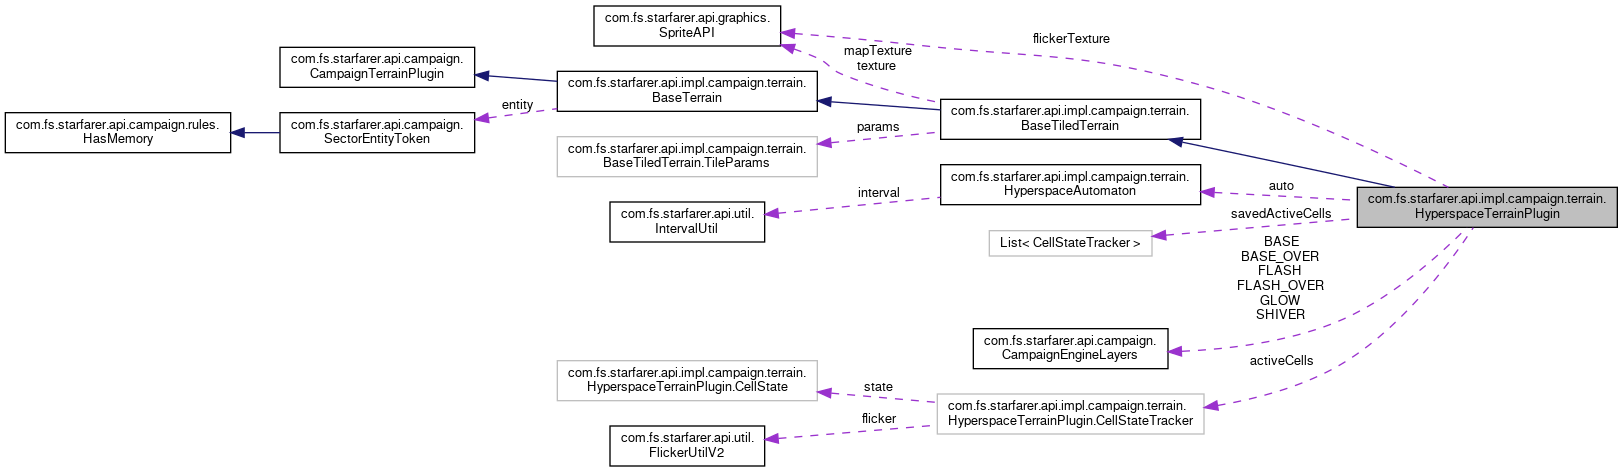 com.fs.starfarer.api.graphics.
SpriteAPI
flickerTexture
mapTexture
texture
com.fs.starfarer.api.campaign.
CampaignTerrainPlugin
com.fs.starfarer.api.impl.campaign.terrain.
BaseTerrain
entity
com.fs.starfarer.api.impl.campaign.terrain.
BaseTiledTerrain
com.fs.starfarer.api.campaign.rules.
HasMemory
com.fs.starfarer.api.campaign.
SectorEntityToken
params
com.fs.starfarer.api.impl.campaign.terrain.
BaseTiledTerrain.TileParams
com.fs.starfarer.api.impl.campaign.terrain.
HyperspaceAutomaton
auto
interval
com.fs.starfarer.api.impl.campaign.terrain.
HyperspaceTerrainPlugin
com.fs.starfarer.api.util.
IntervalUtil
savedActiveCells
List< CellStateTracker >
BASE
BASE_OVER
FLASH
FLASH_OVER
GLOW
SHIVER
com.fs.starfarer.api.campaign.
CampaignEngineLayers
activeCells
com.fs.starfarer.api.impl.campaign.terrain.
HyperspaceTerrainPlugin.CellState
state
com.fs.starfarer.api.impl.campaign.terrain.
HyperspaceTerrainPlugin.CellStateTracker
flicker
com.fs.starfarer.api.util.
FlickerUtilV2